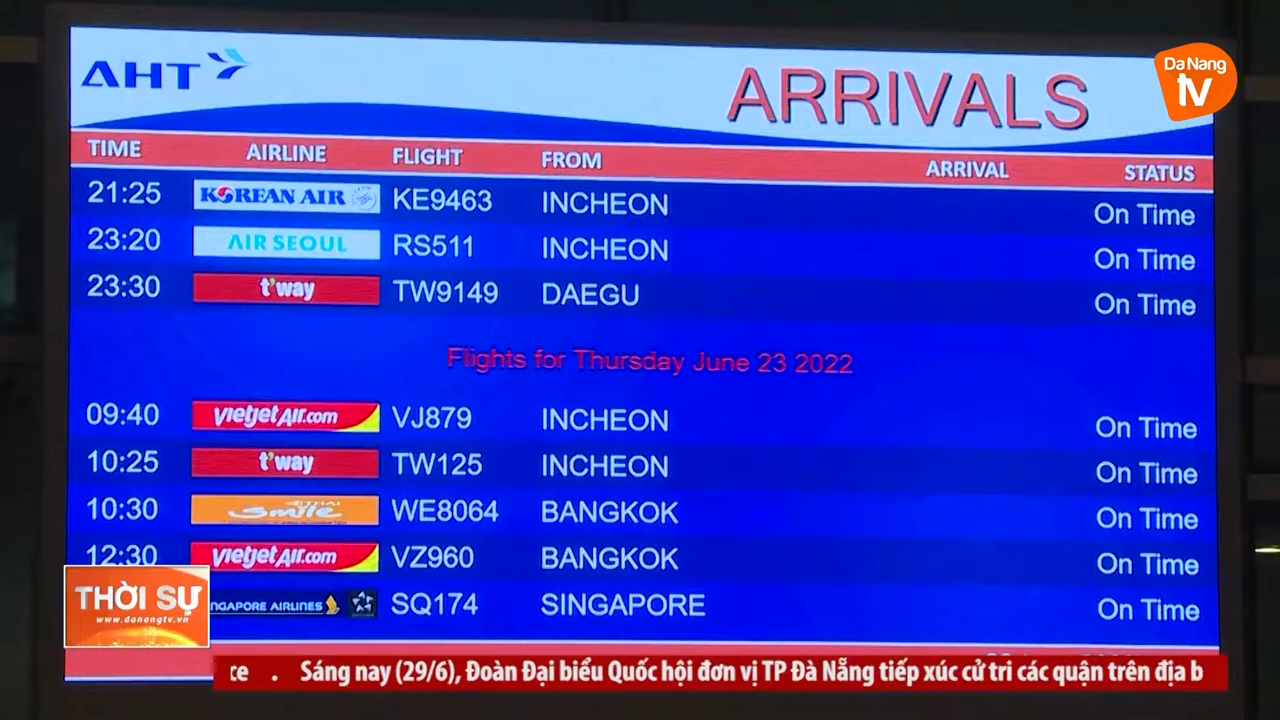 AHT
ARRIVALS
Da Nang
tv
TIME AIRLINE FLIGHT FROM ARRIVAL STATUS
21:25 KOREAN AIR KE9463 INCHEON On Time
23:20 AIR SEOUL RS511 INCHEON On Time
23:30 t'way TW9149 DAEGU On Time
Flights for Thursday June 23 2022
09:40 vietjetAir.com VJ879 INCHEON On Time
10:25 t'way TW125 INCHEON On Time
10:30 THAI Smile WE8064 BANGKOK On Time
12:30 vietjetAir.com VZ960 BANGKOK On Time
NGAPORE AIRLINES SQ174 SINGAPORE On Time
THỜI SỰ
www.danangtv.vn
ce . Sáng nay (29/6), Đoàn Đại biểu Quốc hội đơn vị TP Đà Nẵng tiếp xúc cử tri các quận trên địa b